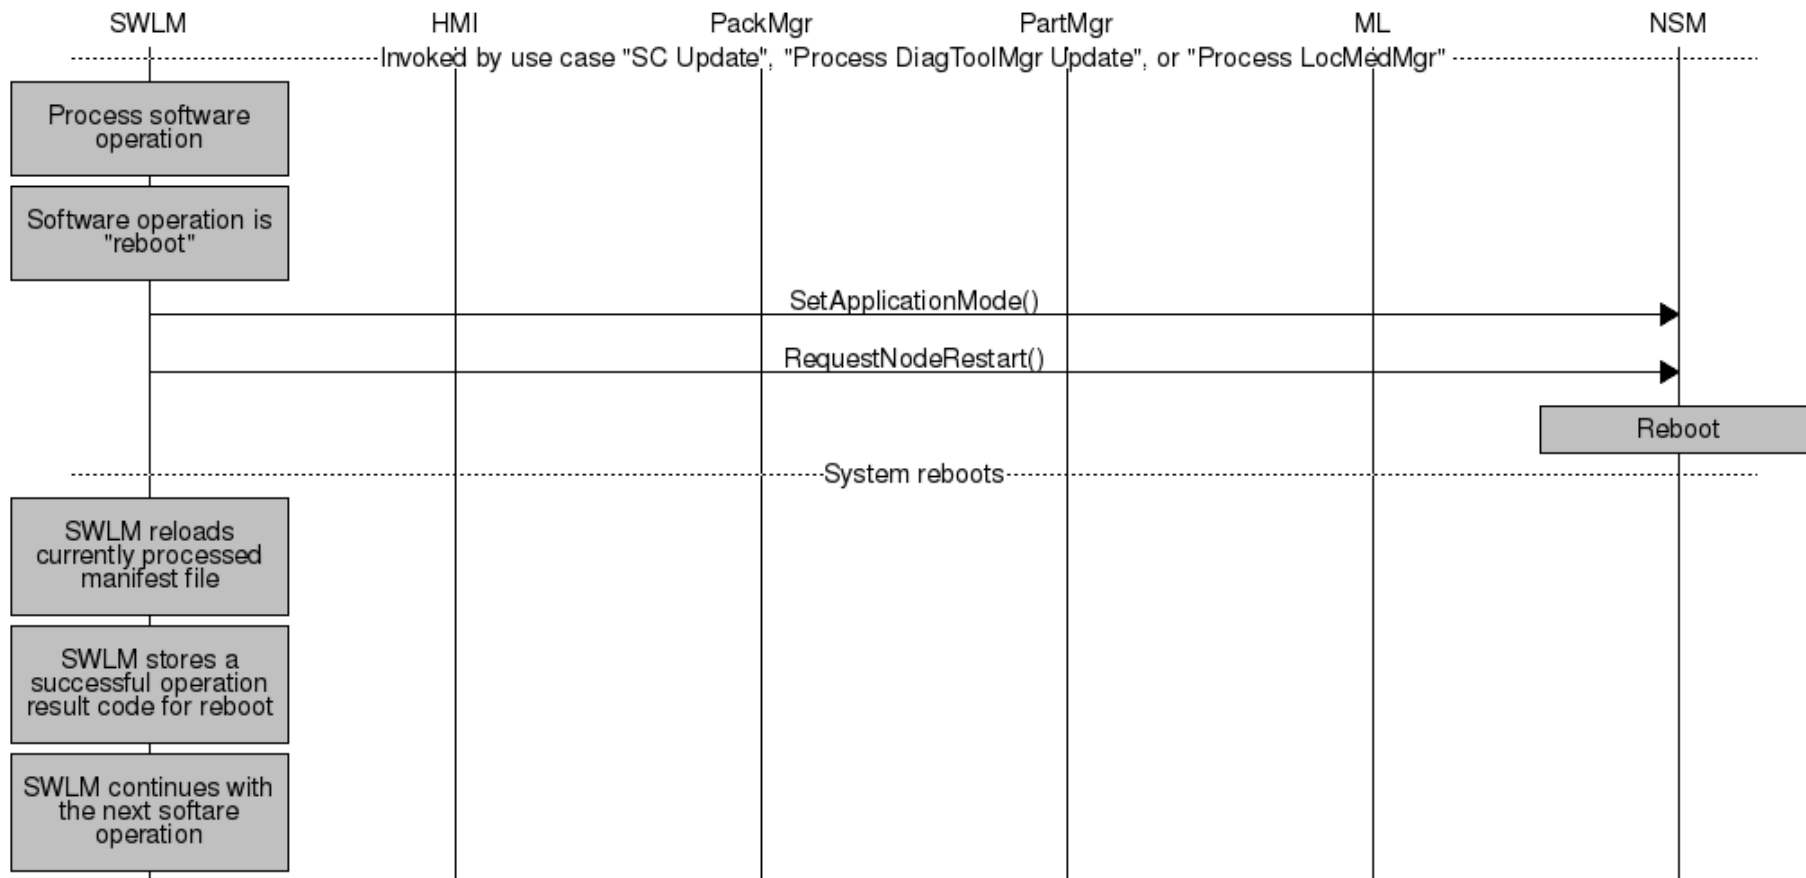 SWLM HMI PackMgr PartMgr ML NSM
Invoked by use case "SC Update", "Process DiagToolMgr Update", or "Process LocMedMgr"
Process software
operation
Software operation is
"reboot"
SetApplicationMode()
RequestNodeRestart()
Reboot
System reboots
SWLM reloads
currently processed
manifest file
SWLM stores a
successful operation
result code for reboot
SWLM continues with
the next softare
operation